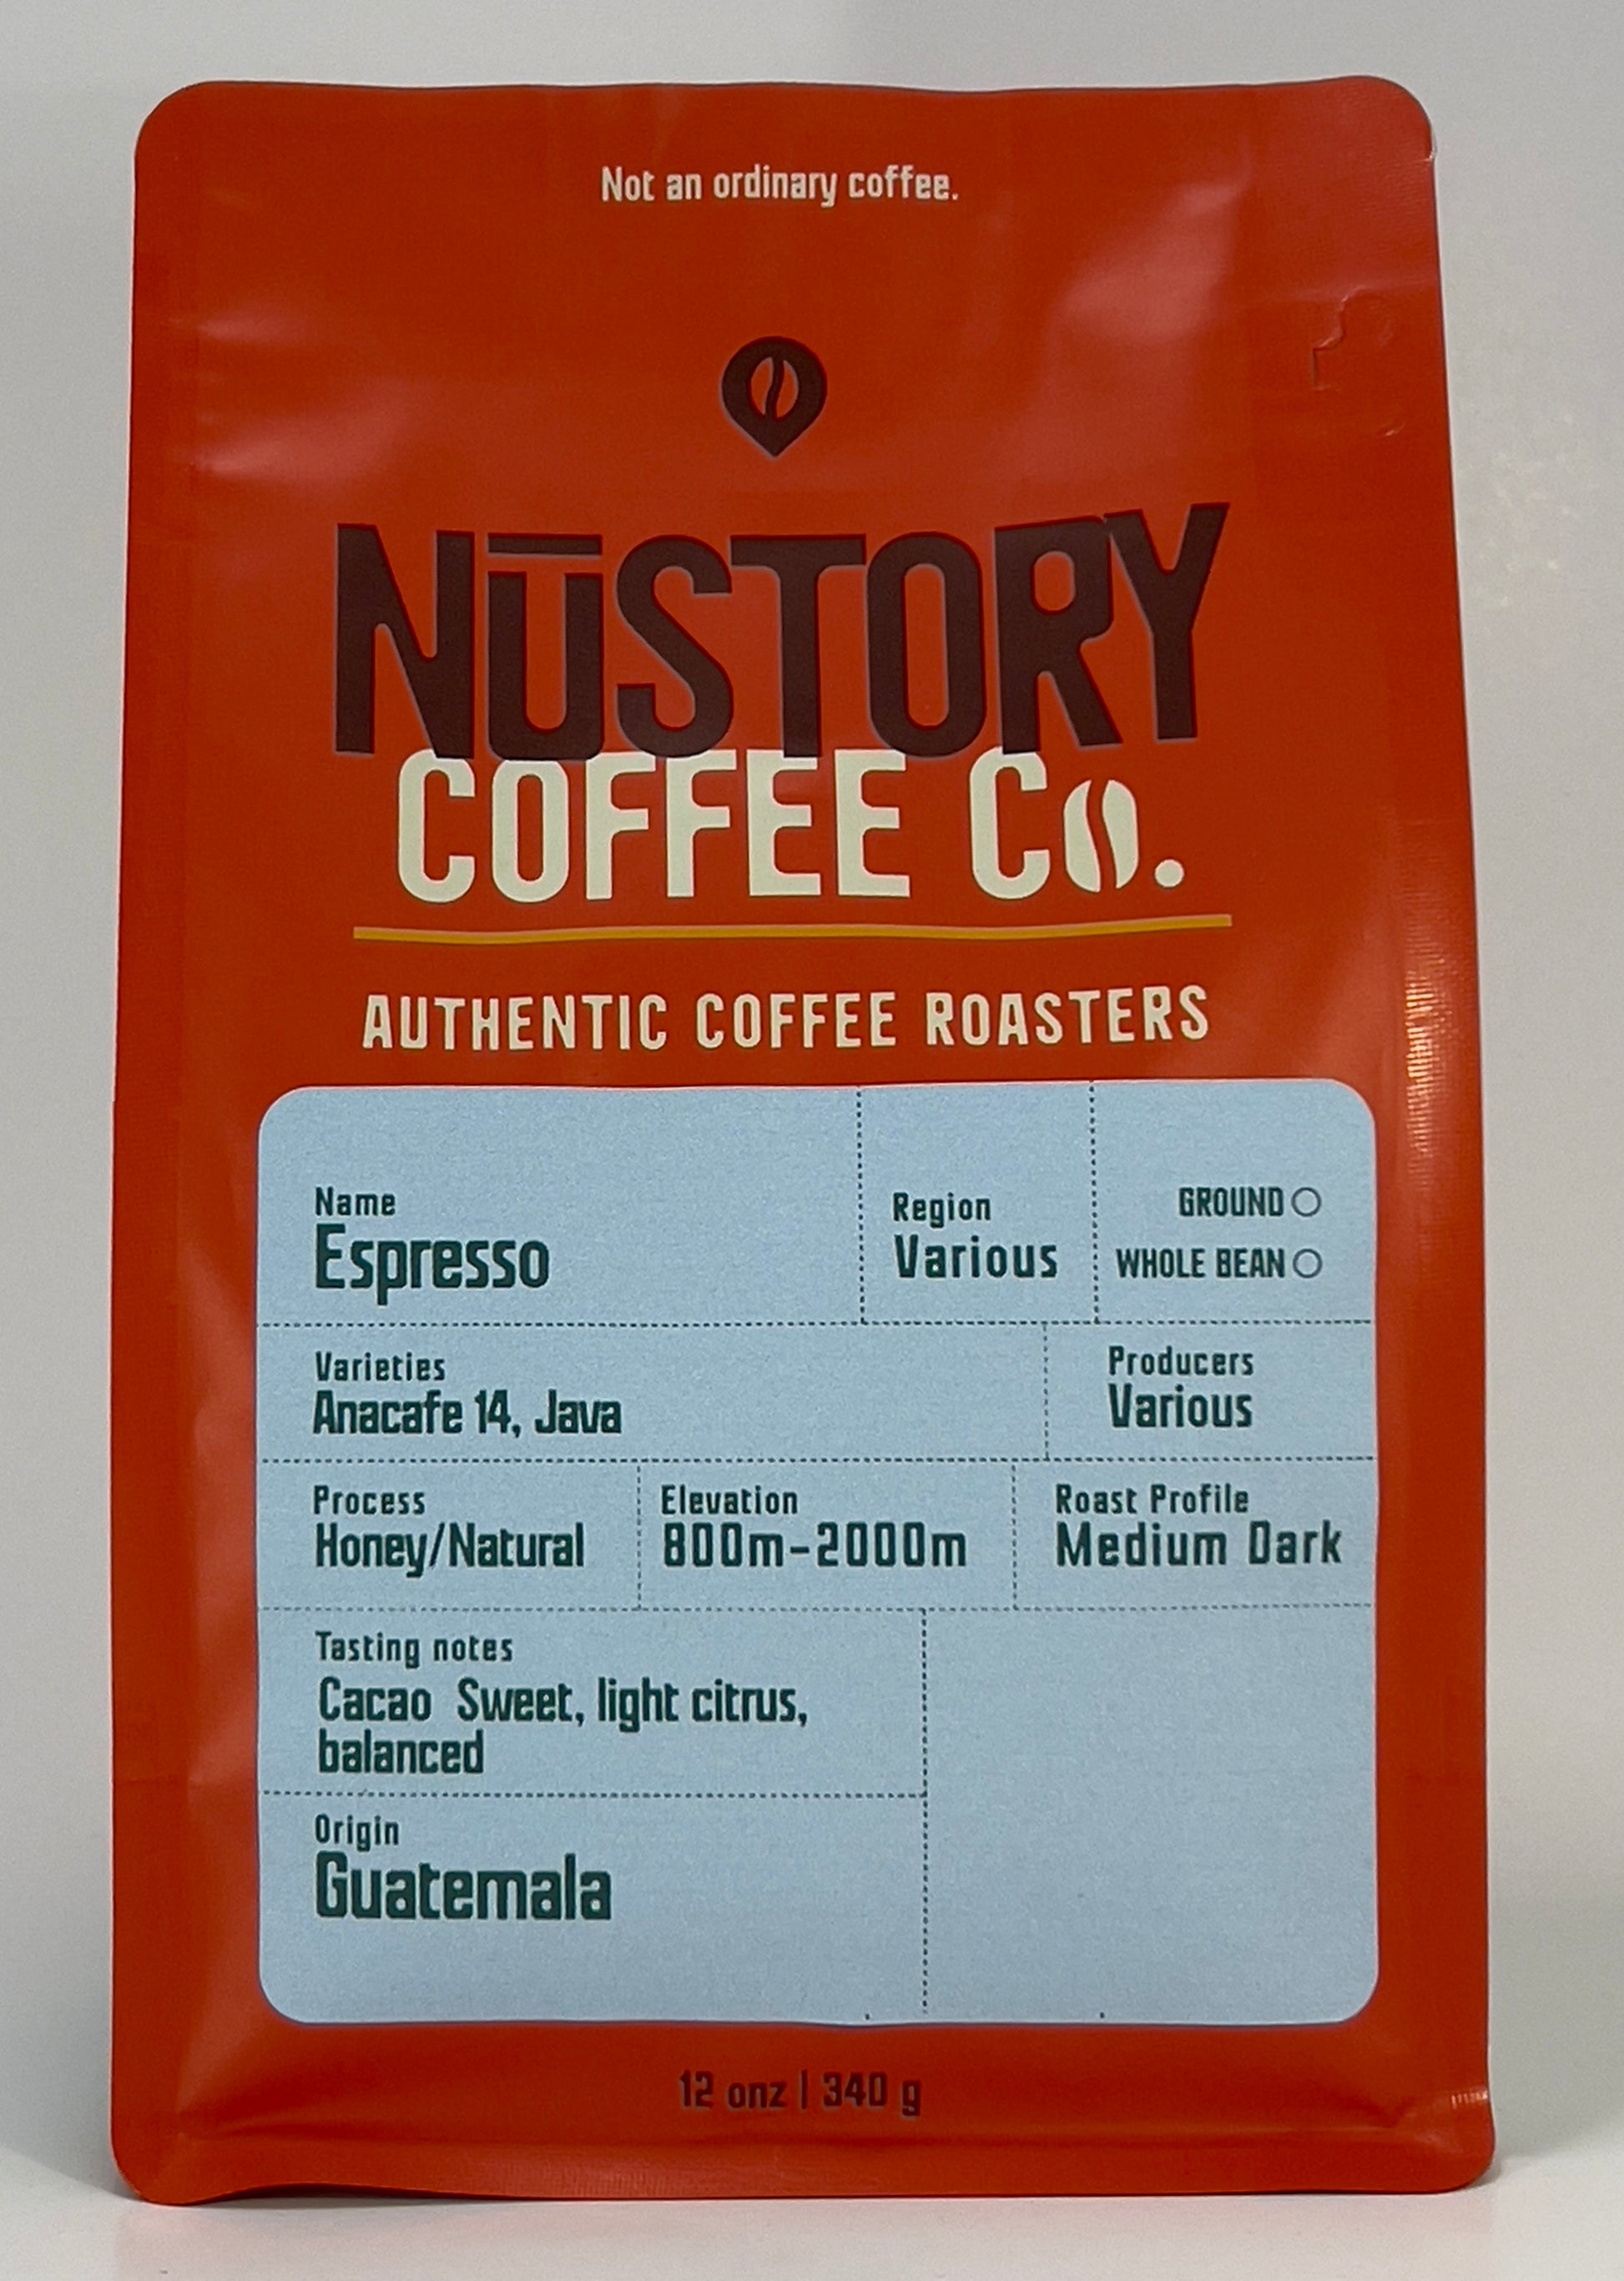 Not an ordinary coffee.
NŪSTORY
COFFEE Co.
AUTHENTIC COFFEE ROASTERS
Name
Espresso
Region
Various
GROUND
WHOLE BEAN
Varieties
Anacafe 14, Java
Producers
Various
Process
Honey/Natural
Elevation
800m-2000m
Roast Profile
Medium Dark
Tasting notes
Cacao  Sweet, light citrus,
balanced
Origin
Guatemala
12 onz | 340 g